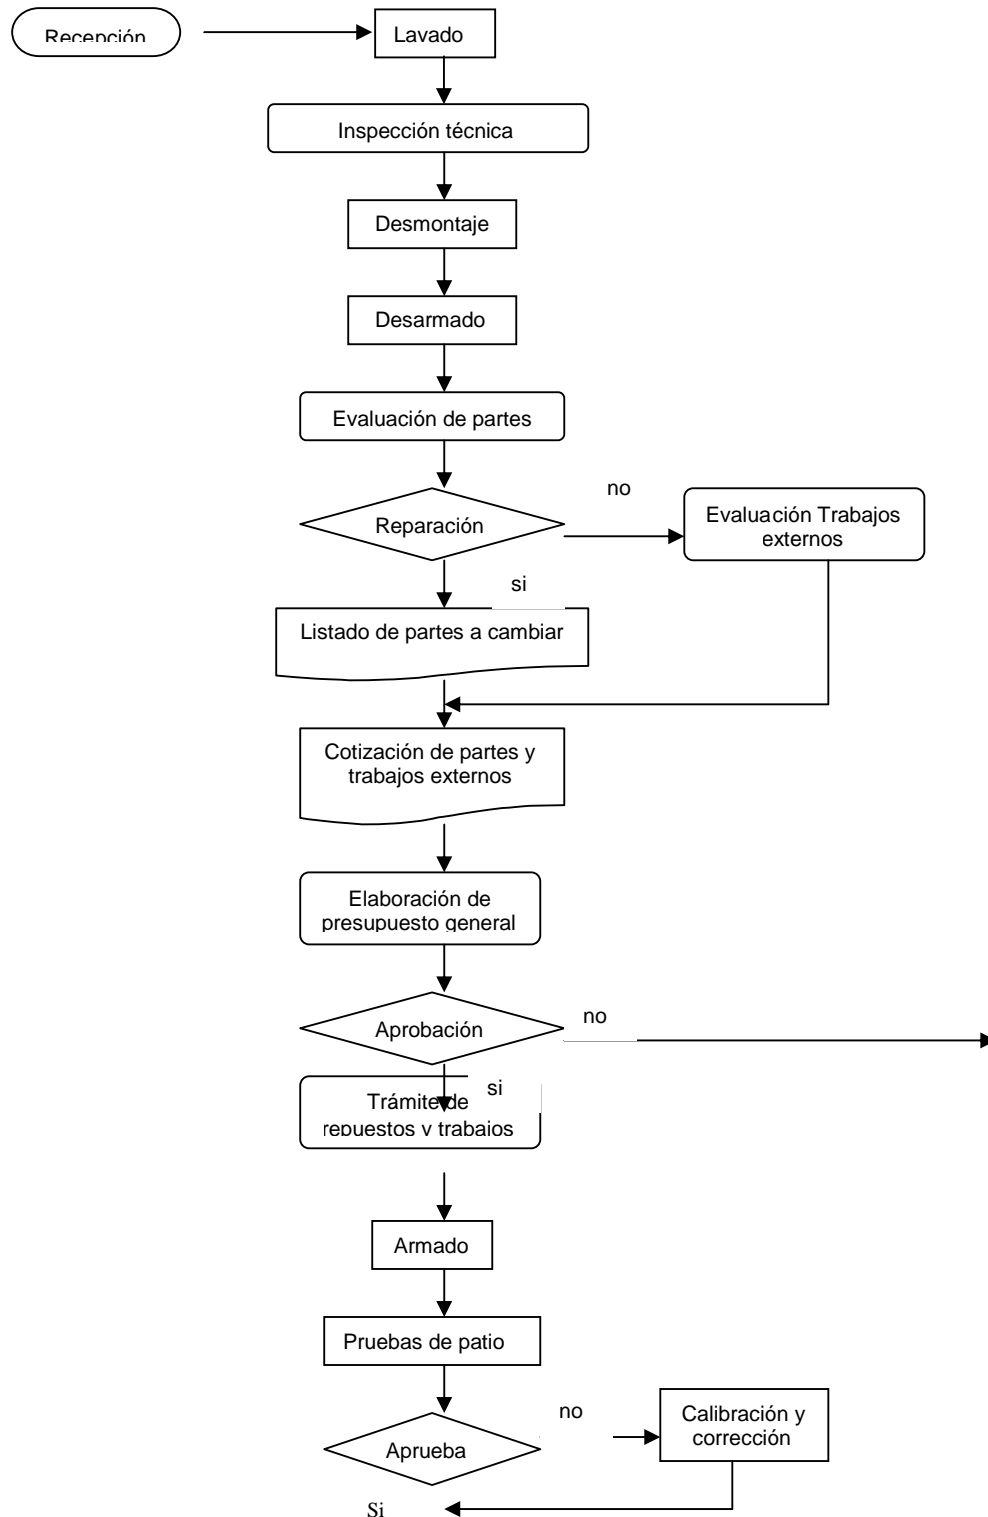 Recepción
Lavado
Inspección técnica
Desmontaje
Desarmado
Evaluación de partes
Reparación
no
Evaluación Trabajos
externos
si
Listado de partes a cambiar
Cotización de partes y
trabajos externos
Elaboración de
presupuesto general
Aprobación
no
si
Trámite de
repuestos y trabajos
Armado
Pruebas de patio
Aprueba
no
Calibración y
corrección
Si